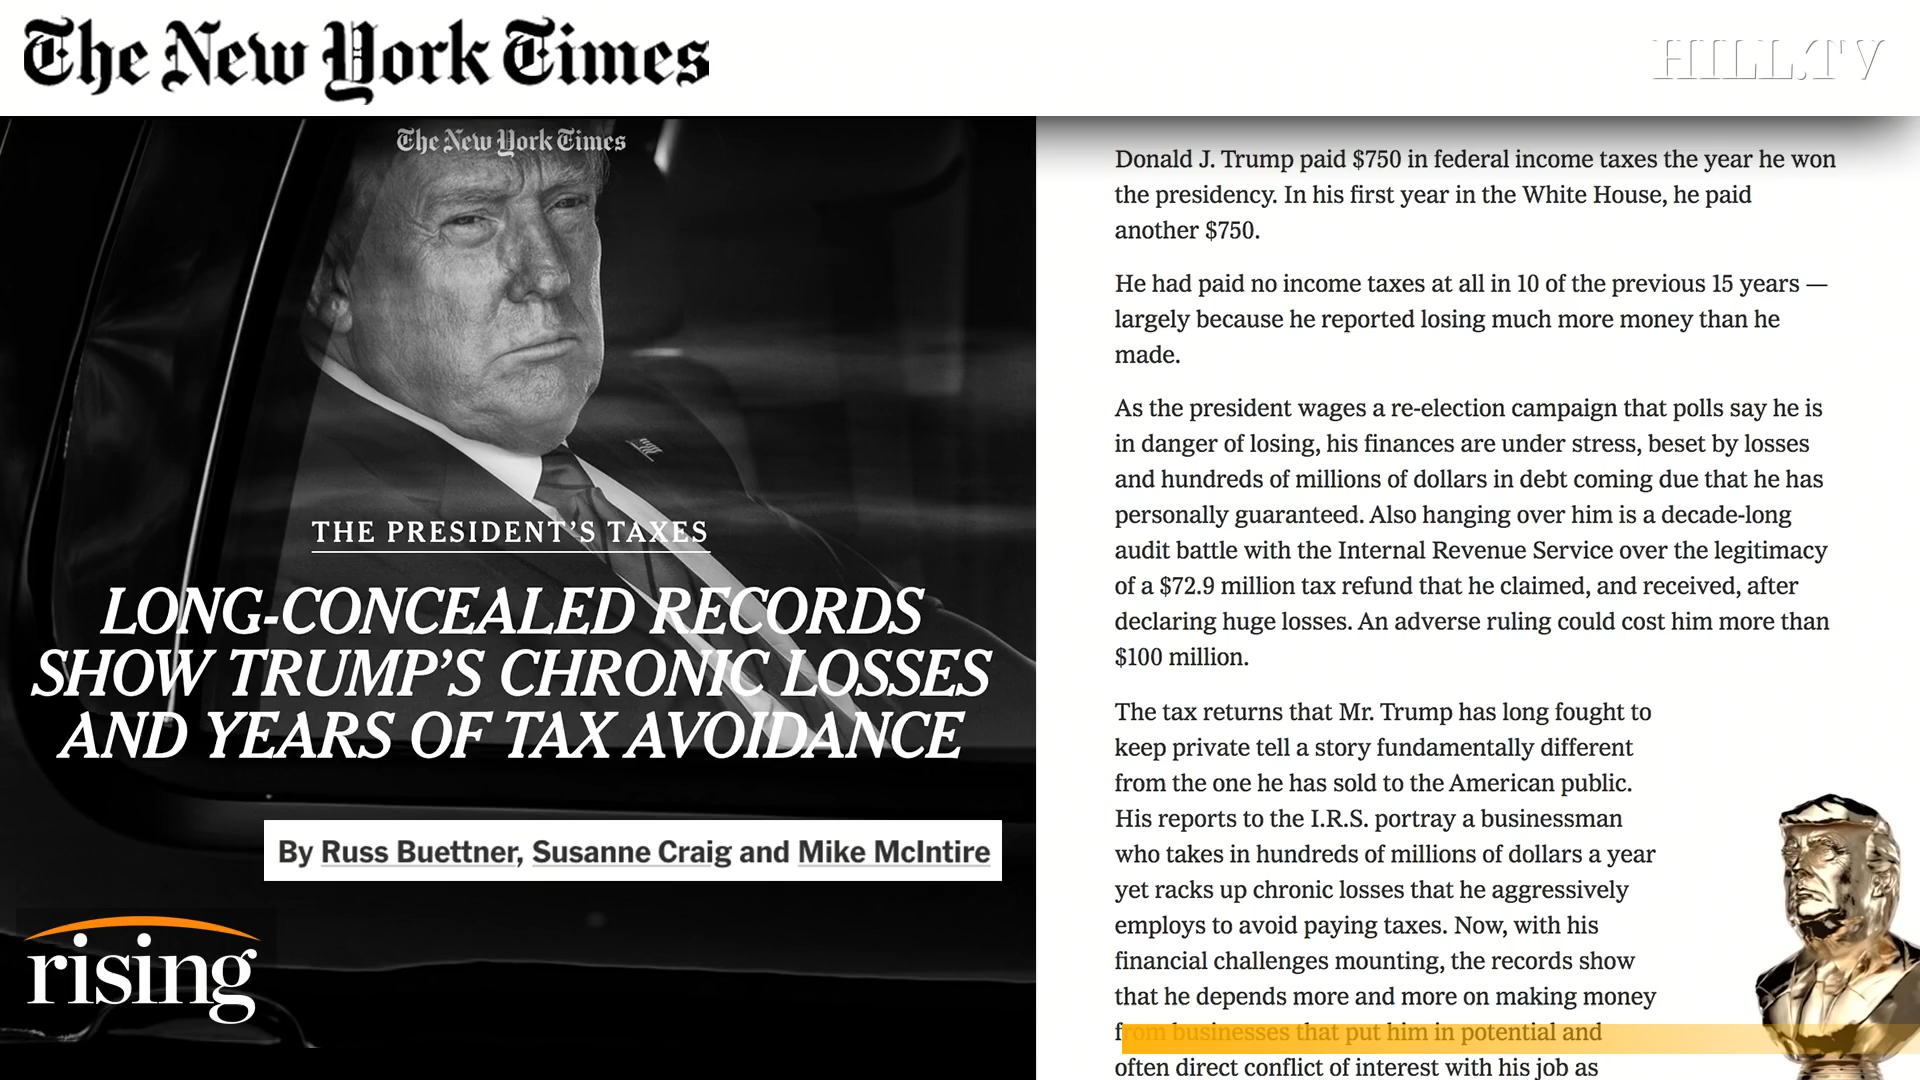 The New York Times
HILL.TV
The New York Times
THE PRESIDENT'S TAXES
LONG-CONCEALED RECORDS
SHOW TRUMP'S CHRONIC LOSSES
AND YEARS OF TAX AVOIDANCE
By Russ Buettner, Susanne Craig and Mike McIntire
rising
Donald J. Trump paid $750 in federal income taxes the year he won
the presidency. In his first year in the White House, he paid
another $750.
He had paid no income taxes at all in 10 of the previous 15 years —
largely because he reported losing much more money than he
made.
As the president wages a re-election campaign that polls say he is
in danger of losing, his finances are under stress, beset by losses
and hundreds of millions of dollars in debt coming due that he has
personally guaranteed. Also hanging over him is a decade-long
audit battle with the Internal Revenue Service over the legitimacy
of a $72.9 million tax refund that he claimed, and received, after
declaring huge losses. An adverse ruling could cost him more than
$100 million.
The tax returns that Mr. Trump has long fought to
keep private tell a story fundamentally different
from the one he has sold to the American public.
His reports to the I.R.S. portray a businessman
who takes in hundreds of millions of dollars a year
yet racks up chronic losses that he aggressively
employs to avoid paying taxes. Now, with his
financial challenges mounting, the records show
that he depends more and more on making money
from businesses that put him in potential and
often direct conflict of interest with his job as